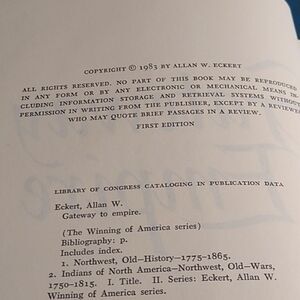 COPYRIGHT © 1983 BY ALLAN W. ECKERT
ALL RIGHTS RESERVED. NO PART OF THIS BOOK MAY BE REPRODUCED
IN ANY FORM OR BY ANY ELECTRONIC OR MECHANICAL MEANS IN-
CLUDING INFORMATION STORAGE AND RETRIEVAL SYSTEMS WITHOUT
PERMISSION IN WRITING FROM THE PUBLISHER, EXCEPT BY A REVIEWER
WHO MAY QUOTE BRIEF PASSAGES IN A REVIEW.
FIRST EDITION
LIBRARY OF CONGRESS CATALOGING IN PUBLICATION DATA
Eckert, Allan W.
Gateway to empire.
(The Winning of America series)
Bibliography: p.
Includes index.
1. Northwest, Old—History—1775-1865.
2. Indians of North America—Northwest, Old—Wars,
1750-1815. I. Title. II. Series: Eckert, Allan W.
Winning of America series.